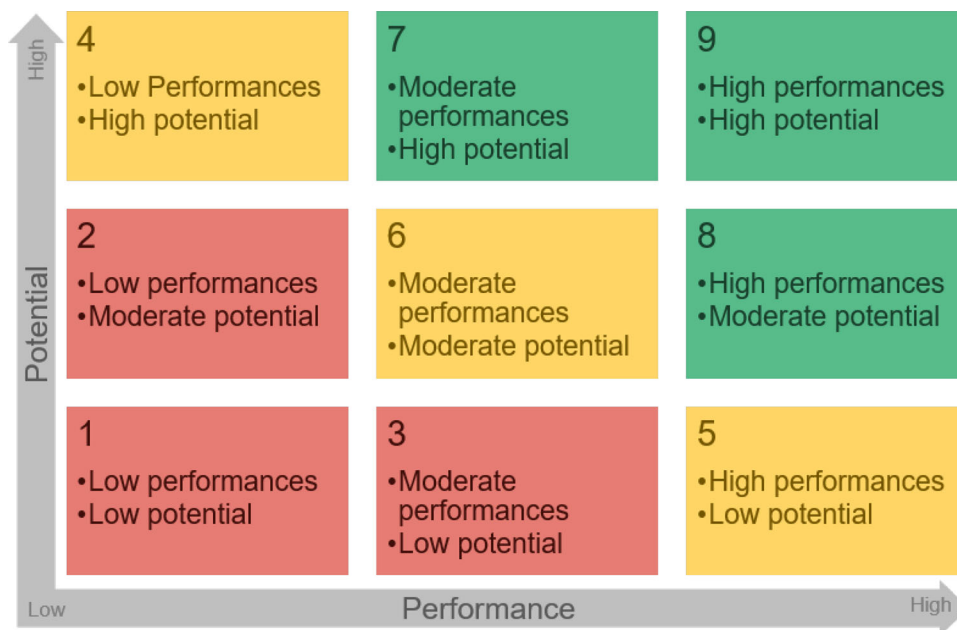 High
4
•Low Performances
•High potential
7
•Moderate
performances
•High potential
9
•High performances
•High potential
Potential
2
•Low performances
•Moderate potential
6
•Moderate
performances
•Moderate potential
8
•High performances
•Moderate potential
1
•Low performances
•Low potential
3
•Moderate
performances
•Low potential
5
•High performances
•Low potential
Low
Performance
High